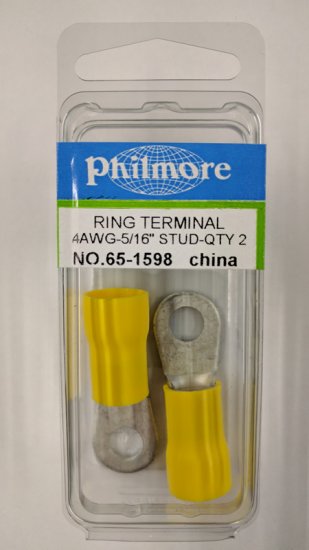 Philmore
RING TERMINAL
4AWG-5/16" STUD-QTY 2
NO.65-1598 china